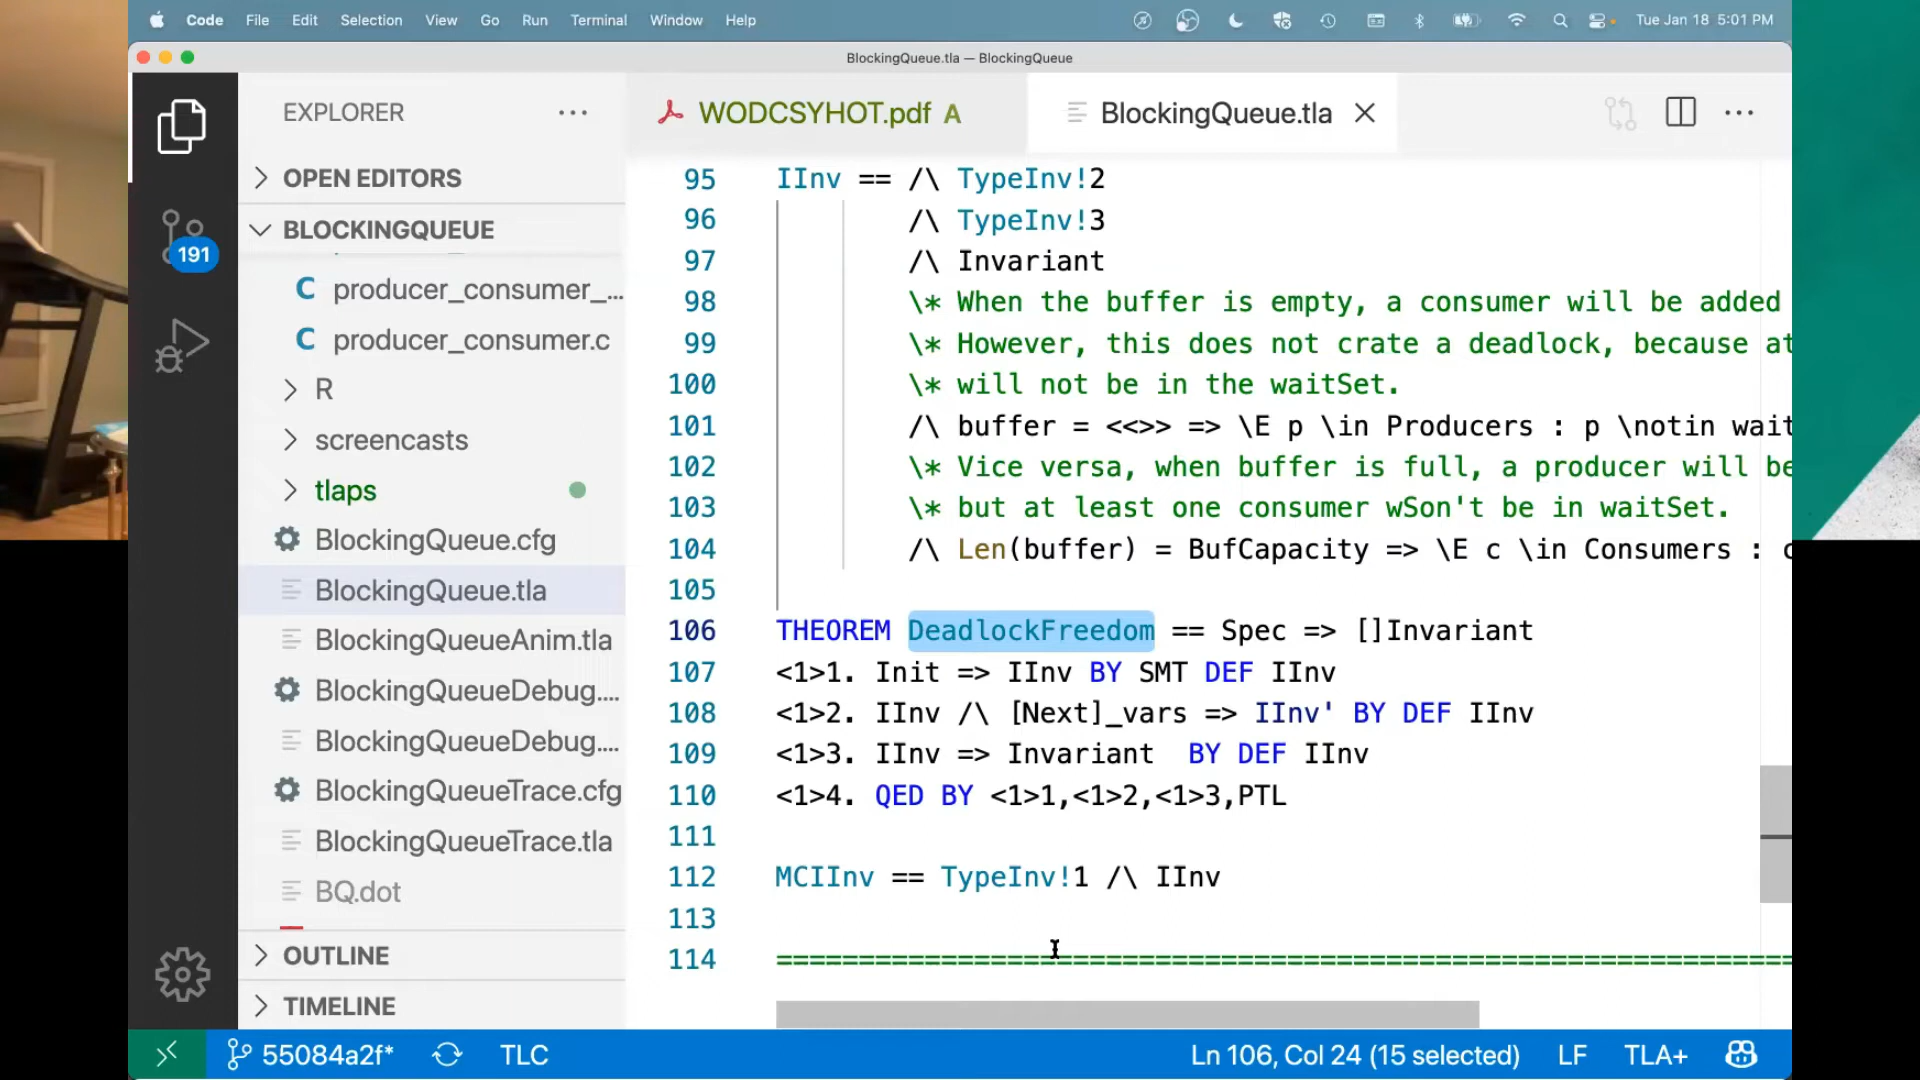 Code File Edit Selection View Go Run Terminal Window Help Tue Jan 18 5:01 PM
BlockingQueue.tla — BlockingQueue
EXPLORER ···
WODCSYHOT.pdf A
BlockingQueue.tla
OPEN EDITORS
BLOCKINGQUEUE
191
C producer_consumer_...
C producer_consumer.c
R
screencasts
tlaps
BlockingQueue.cfg
BlockingQueue.tla
BlockingQueueAnim.tla
BlockingQueueDebug....
BlockingQueueDebug....
BlockingQueueTrace.cfg
BlockingQueueTrace.tla
BQ.dot
OUTLINE
TIMELINE
95 IInv == /\ TypeInv!2
96 /\ TypeInv!3
97 /\ Invariant
98 \* When the buffer is empty, a consumer will be added
99 \* However, this does not crate a deadlock, because at
100 \* will not be in the waitSet.
101 /\ buffer = <<>> => \E p \in Producers : p \notin wait
102 \* Vice versa, when buffer is full, a producer will be
103 \* but at least one consumer wSon't be in waitSet.
104 /\ Len(buffer) = BufCapacity => \E c \in Consumers : c
105
106 THEOREM DeadlockFreedom == Spec => []Invariant
107 <1>1. Init => IInv BY SMT DEF IInv
108 <1>2. IInv /\ [Next]_vars => IInv' BY DEF IInv
109 <1>3. IInv => Invariant  BY DEF IInv
110 <1>4. QED BY <1>1,<1>2,<1>3,PTL
111
112 MCIInv == TypeInv!1 /\ IInv
113
114 ==============================================================
55084a2f* TLC Ln 106, Col 24 (15 selected) LF TLA+